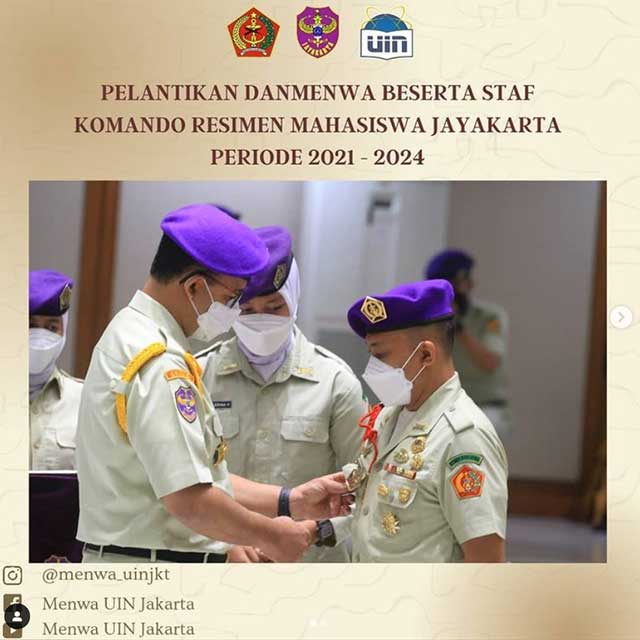 JAYAKARTA
UIN
PELANTIKAN DANMENWA BESERTA STAF
KOMANDO RESIMEN MAHASISWA JAYAKARTA
PERIODE 2021 - 2024
@menwa_uinjkt
Menwa UIN Jakarta
Menwa UIN Jakarta